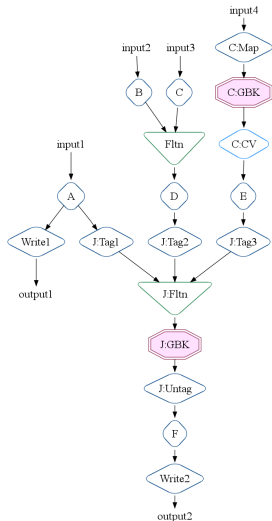 input4
C:Map
input2
input3
B
C
C:GBK
Fltn
C:CV
input1
A
D
E
Write1
J:Tag1
J:Tag2
J:Tag3
output1
J:Fltn
J:GBK
J:Untag
F
Write2
output2